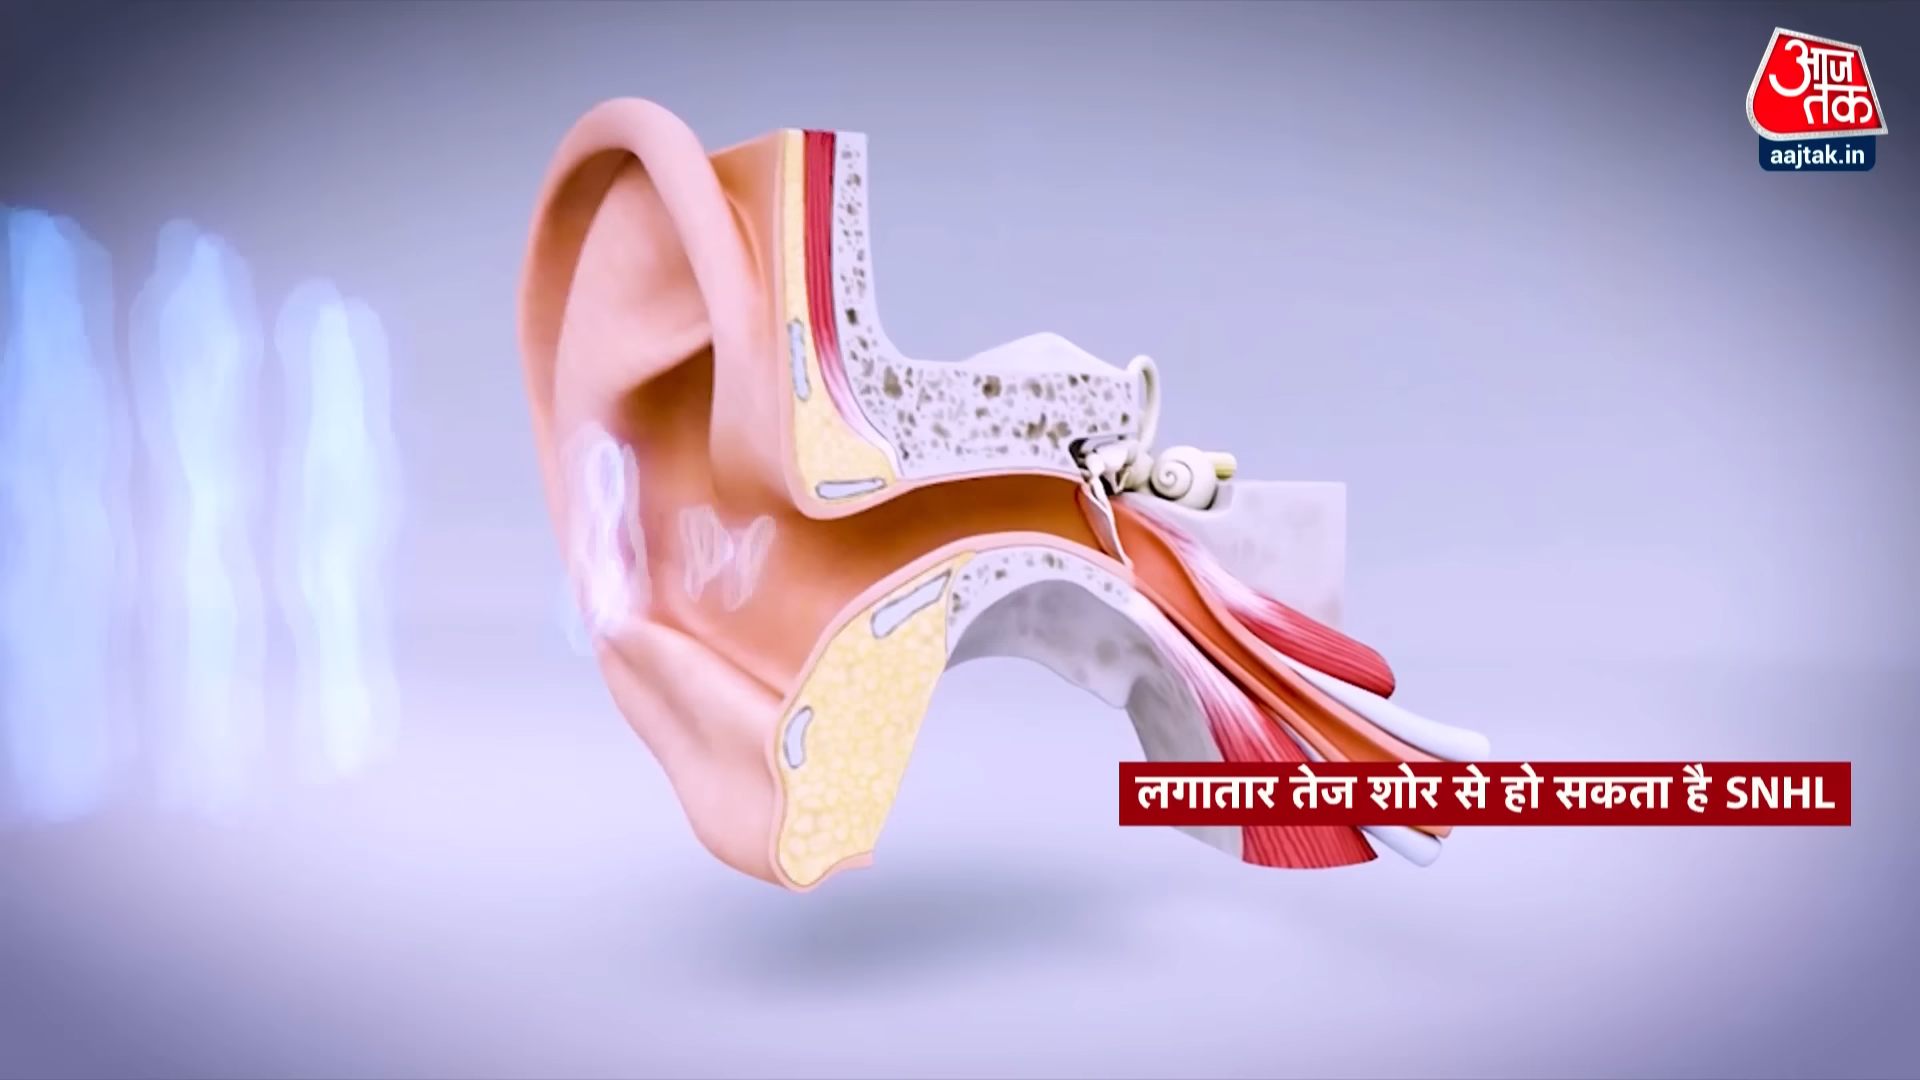 आज
तक
aajtak.in
लगातार तेज शोर से हो सकता है SNHL